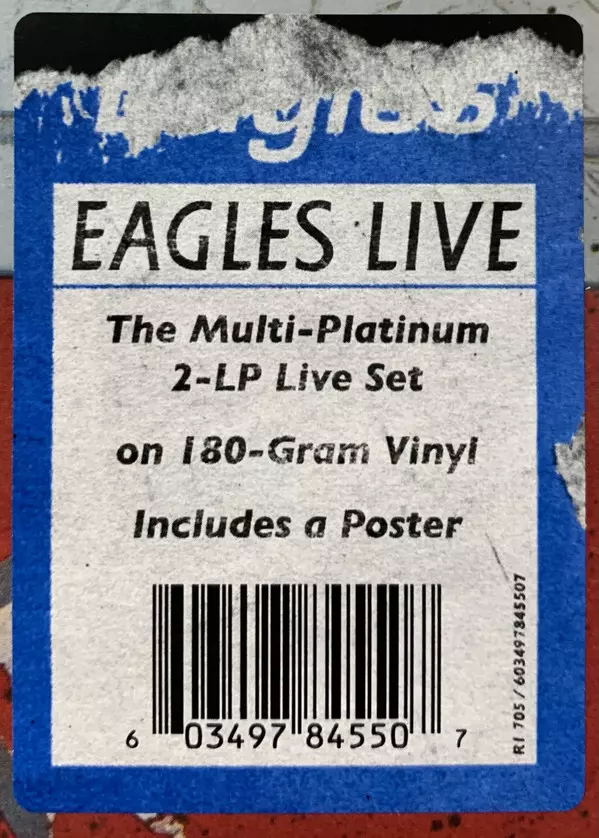 EAGLES LIVE
The Multi-Platinum
2-LP Live Set
on 180-Gram Vinyl
Includes a Poster
6 03497 84550 7
R1 705 / 603497845507